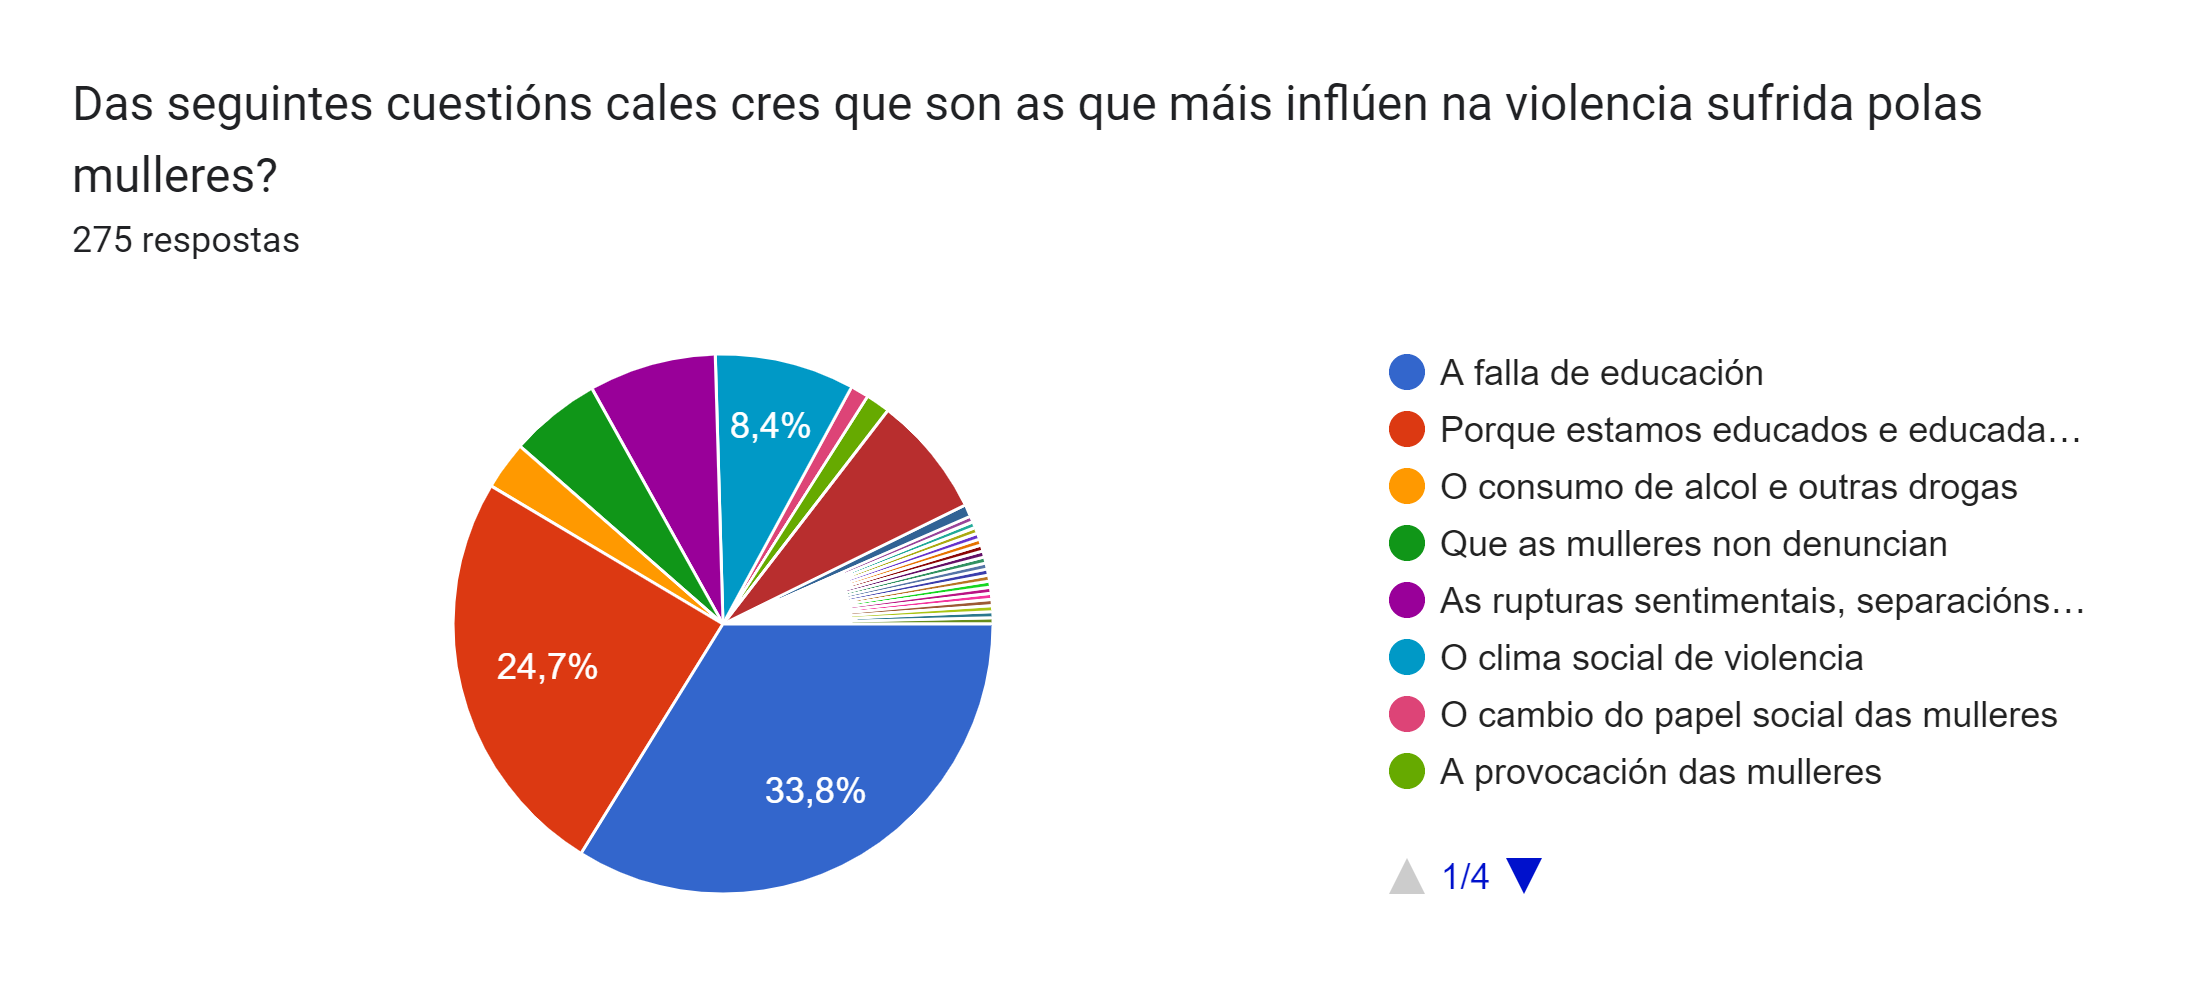 Das seguintes cuestións cales cres que son as que máis inflúen na violencia sufrida polas
mulleres?
275 respostas
8,4%
24,7%
33,8%
A falla de educación
Porque estamos educados e educada…
O consumo de alcol e outras drogas
Que as mulleres non denuncian
As rupturas sentimentais, separacións…
O clima social de violencia
O cambio do papel social das mulleres
A provocación das mulleres
1/4